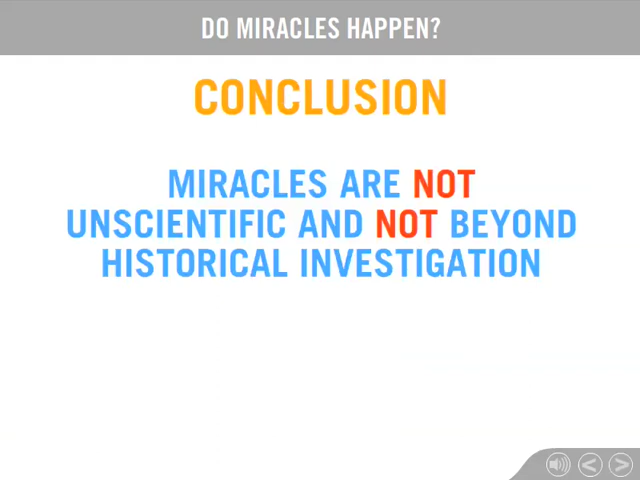 DO MIRACLES HAPPEN?
CONCLUSION
MIRACLES ARE NOT
UNSCIENTIFIC AND NOT BEYOND
HISTORICAL INVESTIGATION